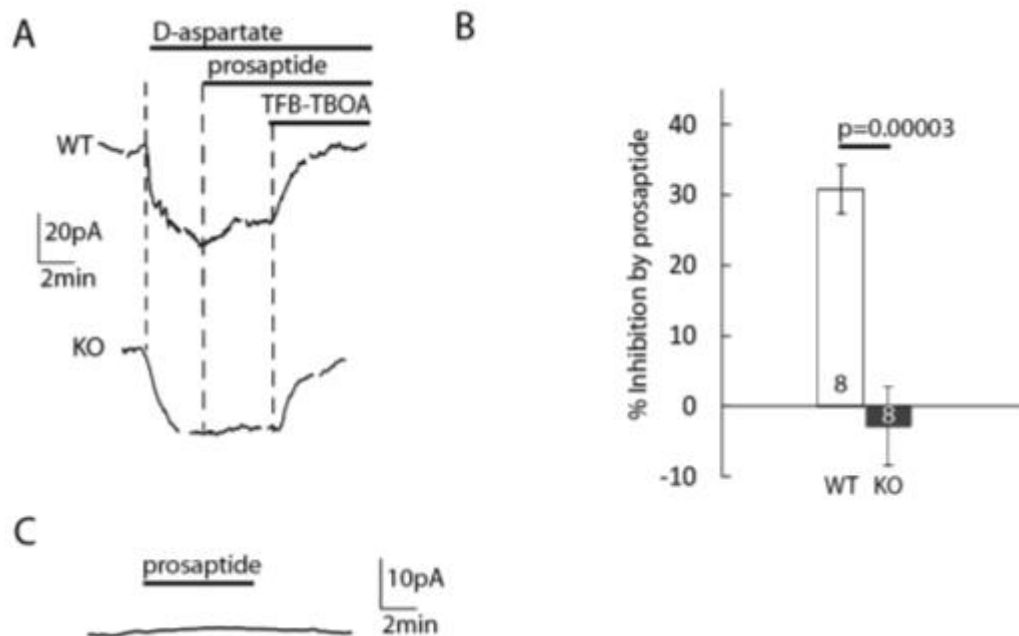 A
D-aspartate
prosaptide
TFB-TBOA
WT
20pA
2min
KO
B
p=0.00003
% Inhibition by prosaptide
40
30
20
10
0
-10
8
8
WT KO
C
prosaptide
10pA
2min